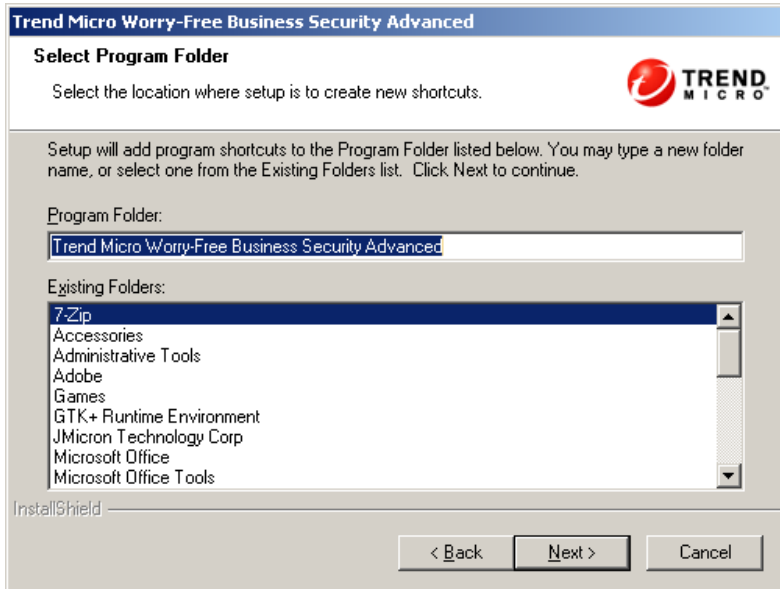 Trend Micro Worry-Free Business Security Advanced
Select Program Folder
Select the location where setup is to create new shortcuts.
TREND
MICRO
Setup will add program shortcuts to the Program Folder listed below. You may type a new folder
name, or select one from the Existing Folders list. Click Next to continue.
Program Folder:
Trend Micro Worry-Free Business Security Advanced
Existing Folders:
7-Zip
Accessories
Administrative Tools
Adobe
Games
GTK+ Runtime Environment
JMicron Technology Corp
Microsoft Office
Microsoft Office Tools
InstallShield
< Back
Next >
Cancel